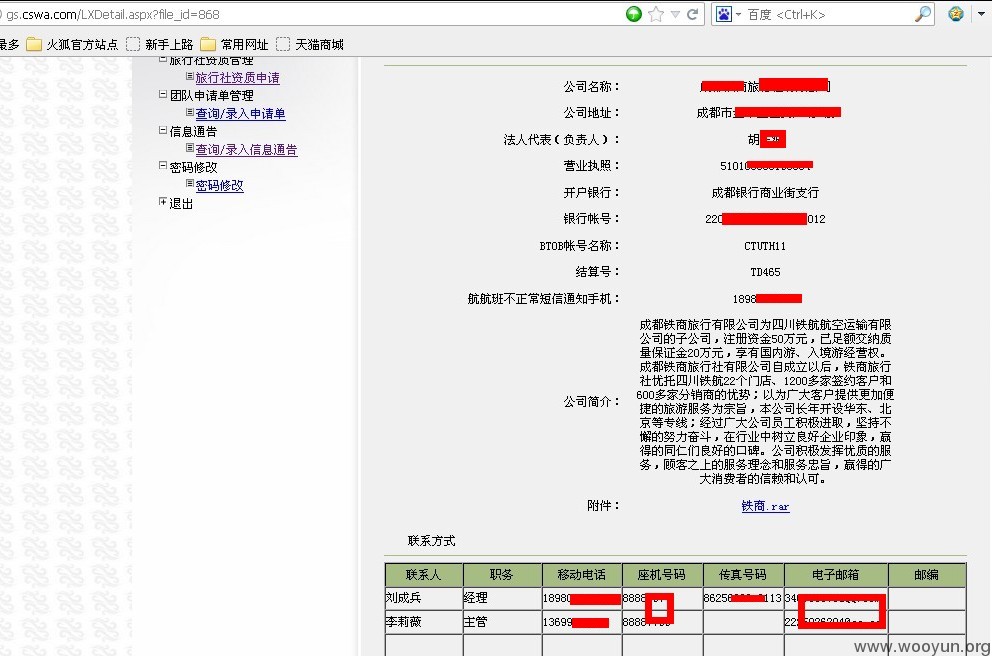 gs.cswa.com/LXDetail.aspx?file_id=868
百度 <Ctrl+K>
最多 火狐官方站点 新手上路 常用网址 天猫商城
旅行社资质管理
旅行社资质申请
团队申请单管理
查询/录入申请单
信息通告
查询/录入信息通告
密码修改
密码修改
退出
公司名称：
公司地址： 成都市
法人代表(负责人)： 胡
营业执照： 5101
开户银行： 成都银行商业街支行
银行帐号： 220 012
BTOB帐号名称： CTUTH11
结算号： TD465
航航班不正常短信通知手机： 1898
公司简介：
成都铁商旅行有限公司为四川铁航航空运输有限
公司的子公司，注册资金50万元，已足额交纳质
量保证金20万元，享有国内游、入境游经营权。
成都铁商旅行社有限公司自成立以后，铁商旅行
社优托四川铁航22个门店、1200多家签约客户和
600多家分销商的优势；以为广大客户提供更加便
捷的旅游服务为宗旨，本公司长年开设华东、北
京等专线；经过广大公司员工积极进取，坚持不
懈的努力奋斗，在行业中树立良好企业印象，赢
得的同仁们良好的口碑。公司积极发挥优质的服
务，顾客之上的服务理念和服务忠旨，赢得的广
大消费者的信赖和认可。
附件： 铁商.rar
联系方式
联系人 职务 移动电话 座机号码 传真号码 电子邮箱 邮编
刘成兵 经理 18980 8888 86256 113
李莉薇 主管 13699 8888
www.wooyun.org